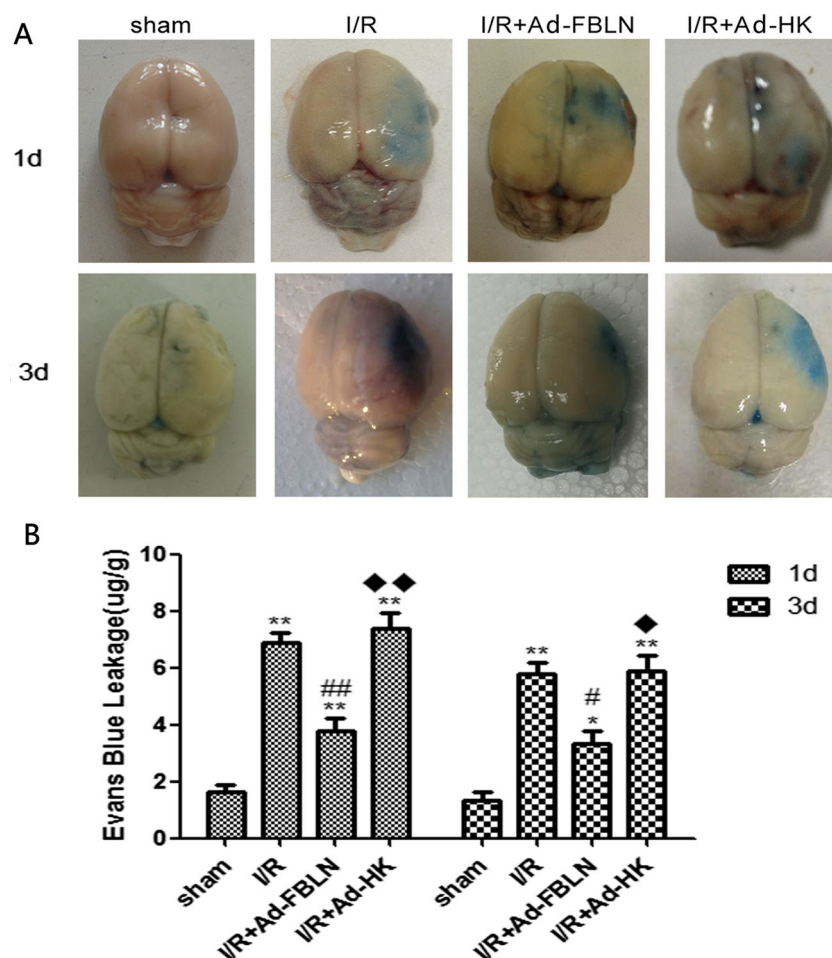 A
sham I/R I/R+Ad-FBLN I/R+Ad-HK
1d
3d
B
Evans Blue Leakage(ug/g)
10
8
6
4
2
0
** ## ** ◆◆ ** ** # * ◆ **
sham I/R I/R+Ad-FBLN I/R+Ad-HK sham I/R I/R+Ad-FBLN I/R+Ad-HK
1d
3d